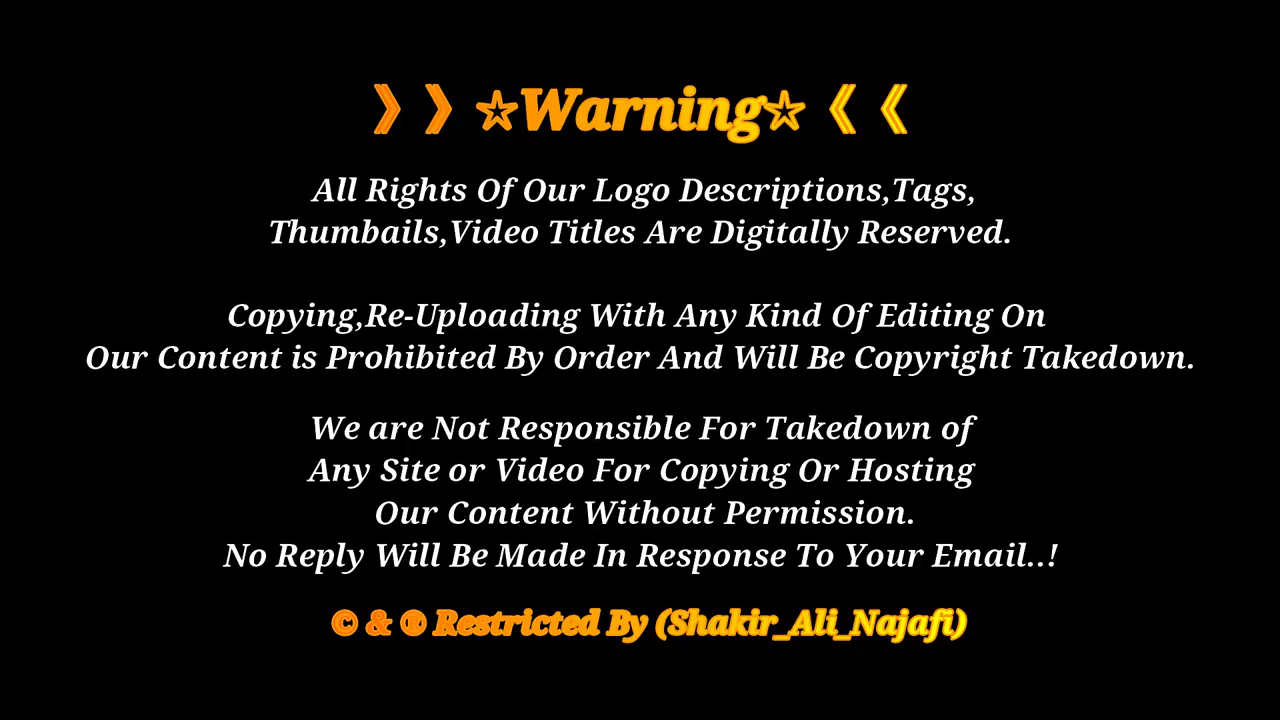 》》☆Warning☆《《
All Rights Of Our Logo Descriptions,Tags,
Thumbails,Video Titles Are Digitally Reserved.
Copying,Re-Uploading With Any Kind Of Editing On
Our Content is Prohibited By Order And Will Be Copyright Takedown.
We are Not Responsible For Takedown of
Any Site or Video For Copying Or Hosting
Our Content Without Permission.
No Reply Will Be Made In Response To Your Email..!
© & ® Restricted By (Shakir_Ali_Najafi)